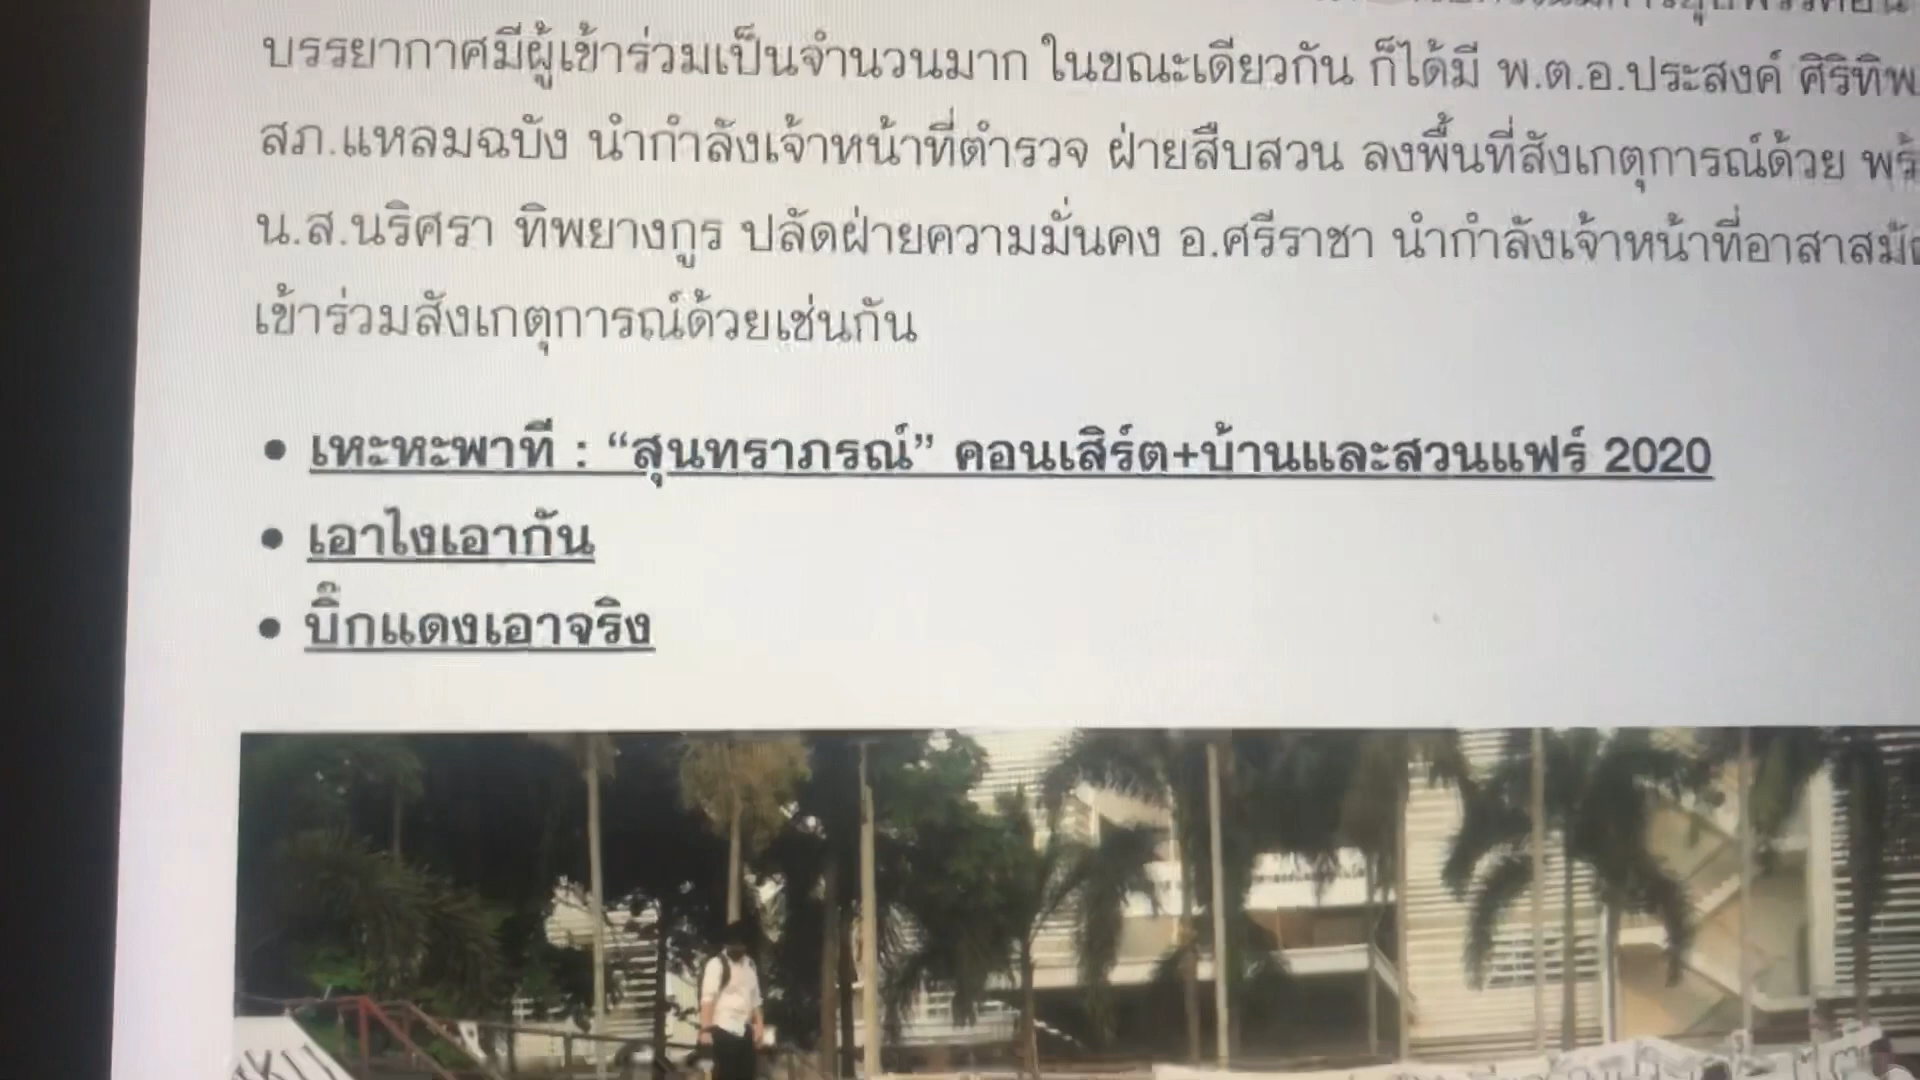 บรรยากาศมีผู้เข้าร่วมเป็นจำนวนมาก ในขณะเดียวกัน ก็ได้มี พ.ต.อ.ประสงค์ ศิริทิพ
สภ.แหลมฉบัง นำกำลังเจ้าหน้าที่ตำรวจ ฝ่ายสืบสวน ลงพื้นที่สังเกตุการณ์ด้วย
น.ส.นริศรา ทิพยางกูร ปลัดฝ่ายความมั่นคง อ.ศรีราชา นำกำลังเจ้าหน้าที่อาสาสมั
เข้าร่วมสังเกตุการณ์ด้วยเช่นกัน
• เหะหะพาที : “สุนทราภรณ์” คอนเสิร์ต+บ้านและสวนแฟร์ 2020
• เอาไงเอากัน
• บิ๊กแดงเอาจริง